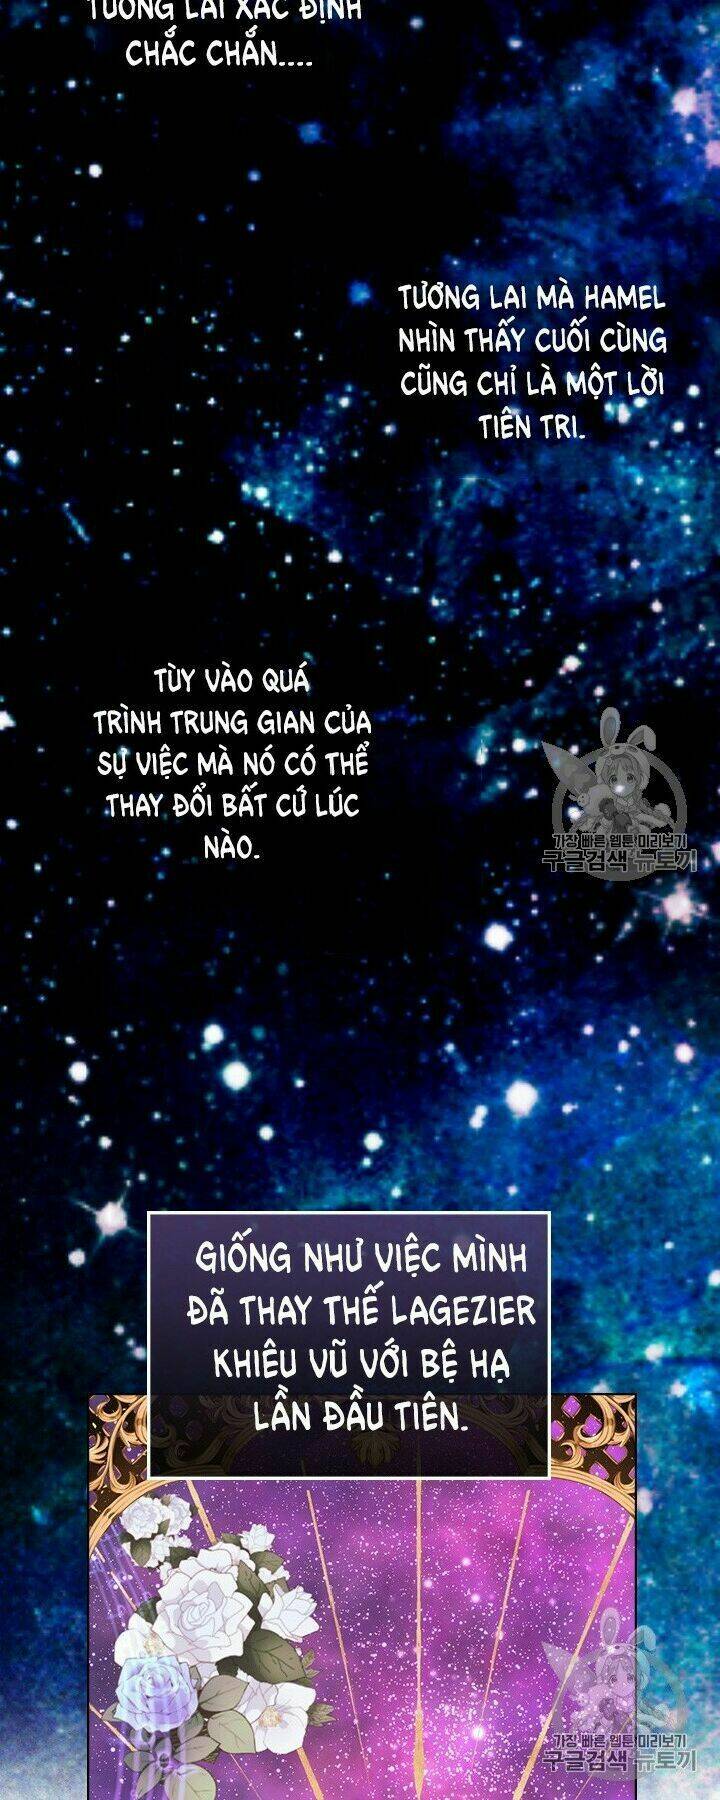 TƯƠNG LAI XÁC ĐỊNH
CHẮC CHẮN....
TƯƠNG LAI MÀ HAMEL
NHÌN THẤY CUỐI CÙNG
CŨNG CHỈ LÀ MỘT LỜI
TIÊN TRI.
TÙY VÀO QUÁ
TRÌNH TRUNG GIAN CỦA
SỰ VIỆC MÀ NÓ CÓ THỂ
THAY ĐỔI BẤT CỨ LÚC
NÀO.
가장 빠른 웹툰 미리보기
구글검색 뉴토끼
GIỐNG NHƯ VIỆC MÌNH
ĐÃ THAY THẾ LAGEZIER
KHIÊU VŨ VỚI BỆ HẠ
LẦN ĐẦU TIÊN.
가장 빠른 웹툰 미리보기
구글검색 뉴토끼